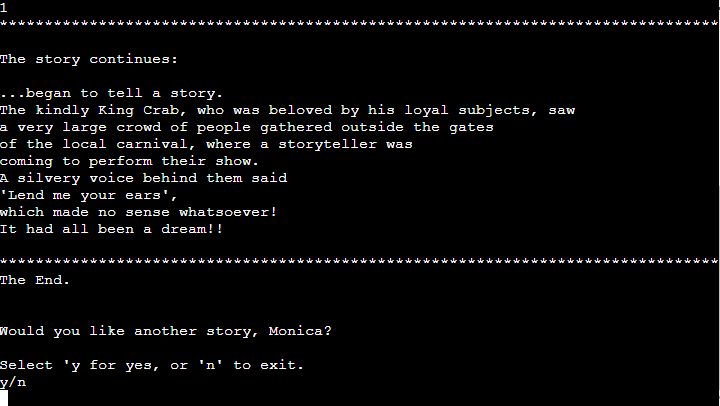 1
********************************************************************************
The story continues:
...began to tell a story.
The kindly King Crab, who was beloved by his loyal subjects, saw
a very large crowd of people gathered outside the gates
of the local carnival, where a storyteller was
coming to perform their show.
A silvery voice behind them said
'Lend me your ears',
which made no sense whatsoever!
It had all been a dream!!
********************************************************************************
The End.
Would you like another story, Monica?
Select 'y for yes, or 'n' to exit.
y/n